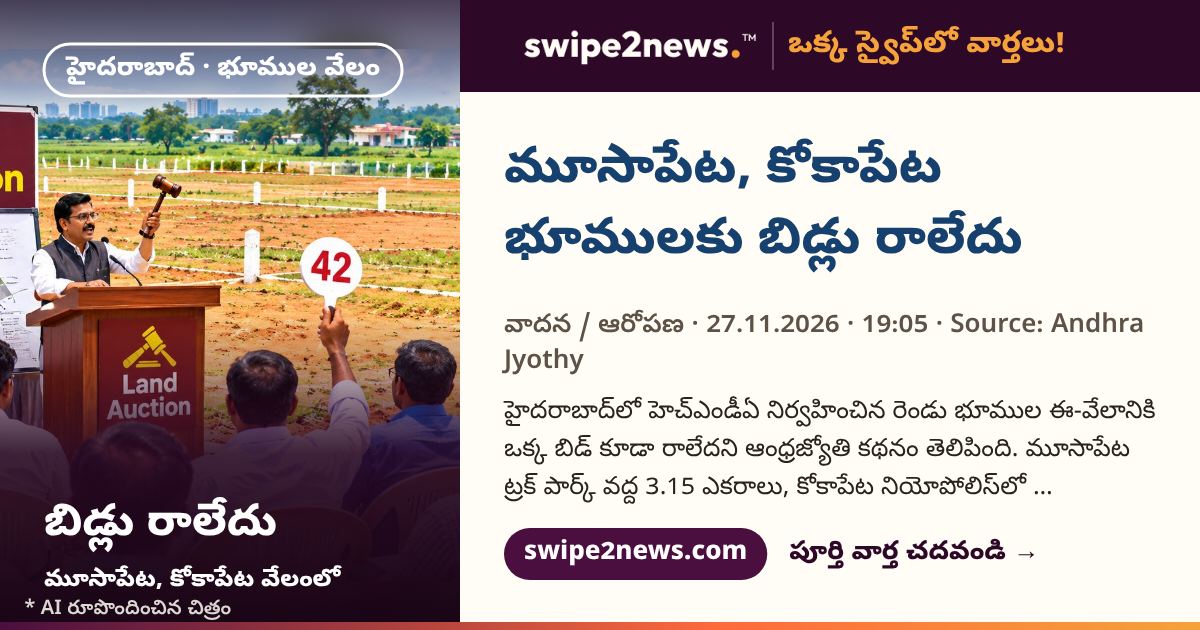 హైదరాబాద్ · భూముల వేలం
on
42
Land
Auction
బిడ్లు రాలేదు
మూసాపేట, కోకాపేట వేలంలో
* AI రూపొందించిన చిత్రం
swipe2news.™
ఒక్క స్వైప్‌లో వార్తలు!
మూసాపేట, కోకాపేట
భూములకు బిడ్లు రాలేదు
వాదన / ఆరోపణ · 27.11.2026 · 19:05 · Source: Andhra
Jyothy
హైదరాబాద్‌లో హెచ్ఎండీఏ నిర్వహించిన రెండు భూముల ఈ-వేలానికి
ఒక్క బిడ్ కూడా రాలేదని ఆంధ్రజ్యోతి కథనం తెలిపింది. మూసాపేట
ట్రక్ పార్క్ వద్ద 3.15 ఎకరాలు, కోకాపేట నియోపోలిస్‌లో ...
swipe2news.com
పూర్తి వార్త చదవండి →